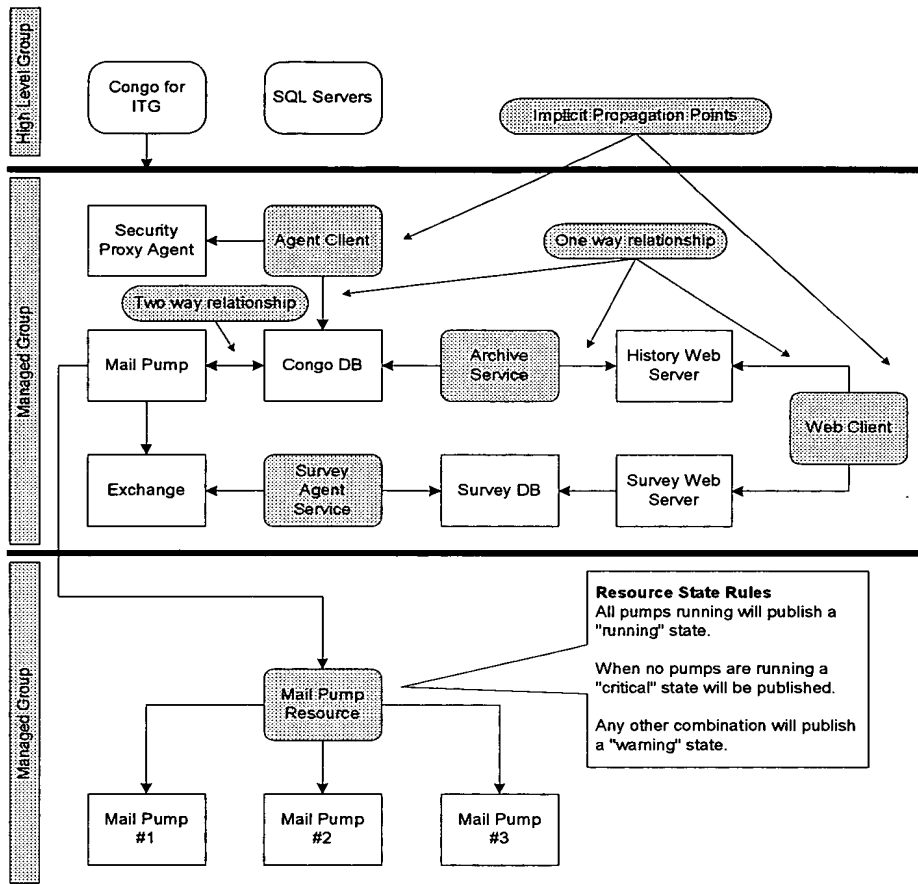 High Level Group
Congo for
ITG
SQL Servers
Implicit Propagation Points
Managed Group
Security
Proxy Agent
Agent Client
One way relationship
Two way relationship
Mail Pump
Congo DB
Archive
Service
History Web
Server
Web Client
Exchange
Survey
Agent
Service
Survey DB
Survey Web
Server
Managed Group
Resource State Rules
All pumps running will publish a
"running" state.
When no pumps are running a
"critical" state will be published.
Any other combination will publish
a "warning" state.
Mail Pump
Resource
Mail Pump
#1
Mail Pump
#2
Mail Pump
#3